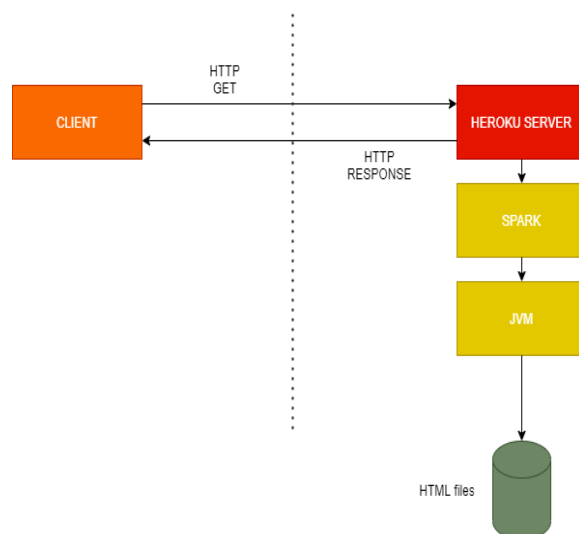 HTTP
GET
CLIENT
HEROKU SERVER
HTTP
RESPONSE
SPARK
JVM
HTML files